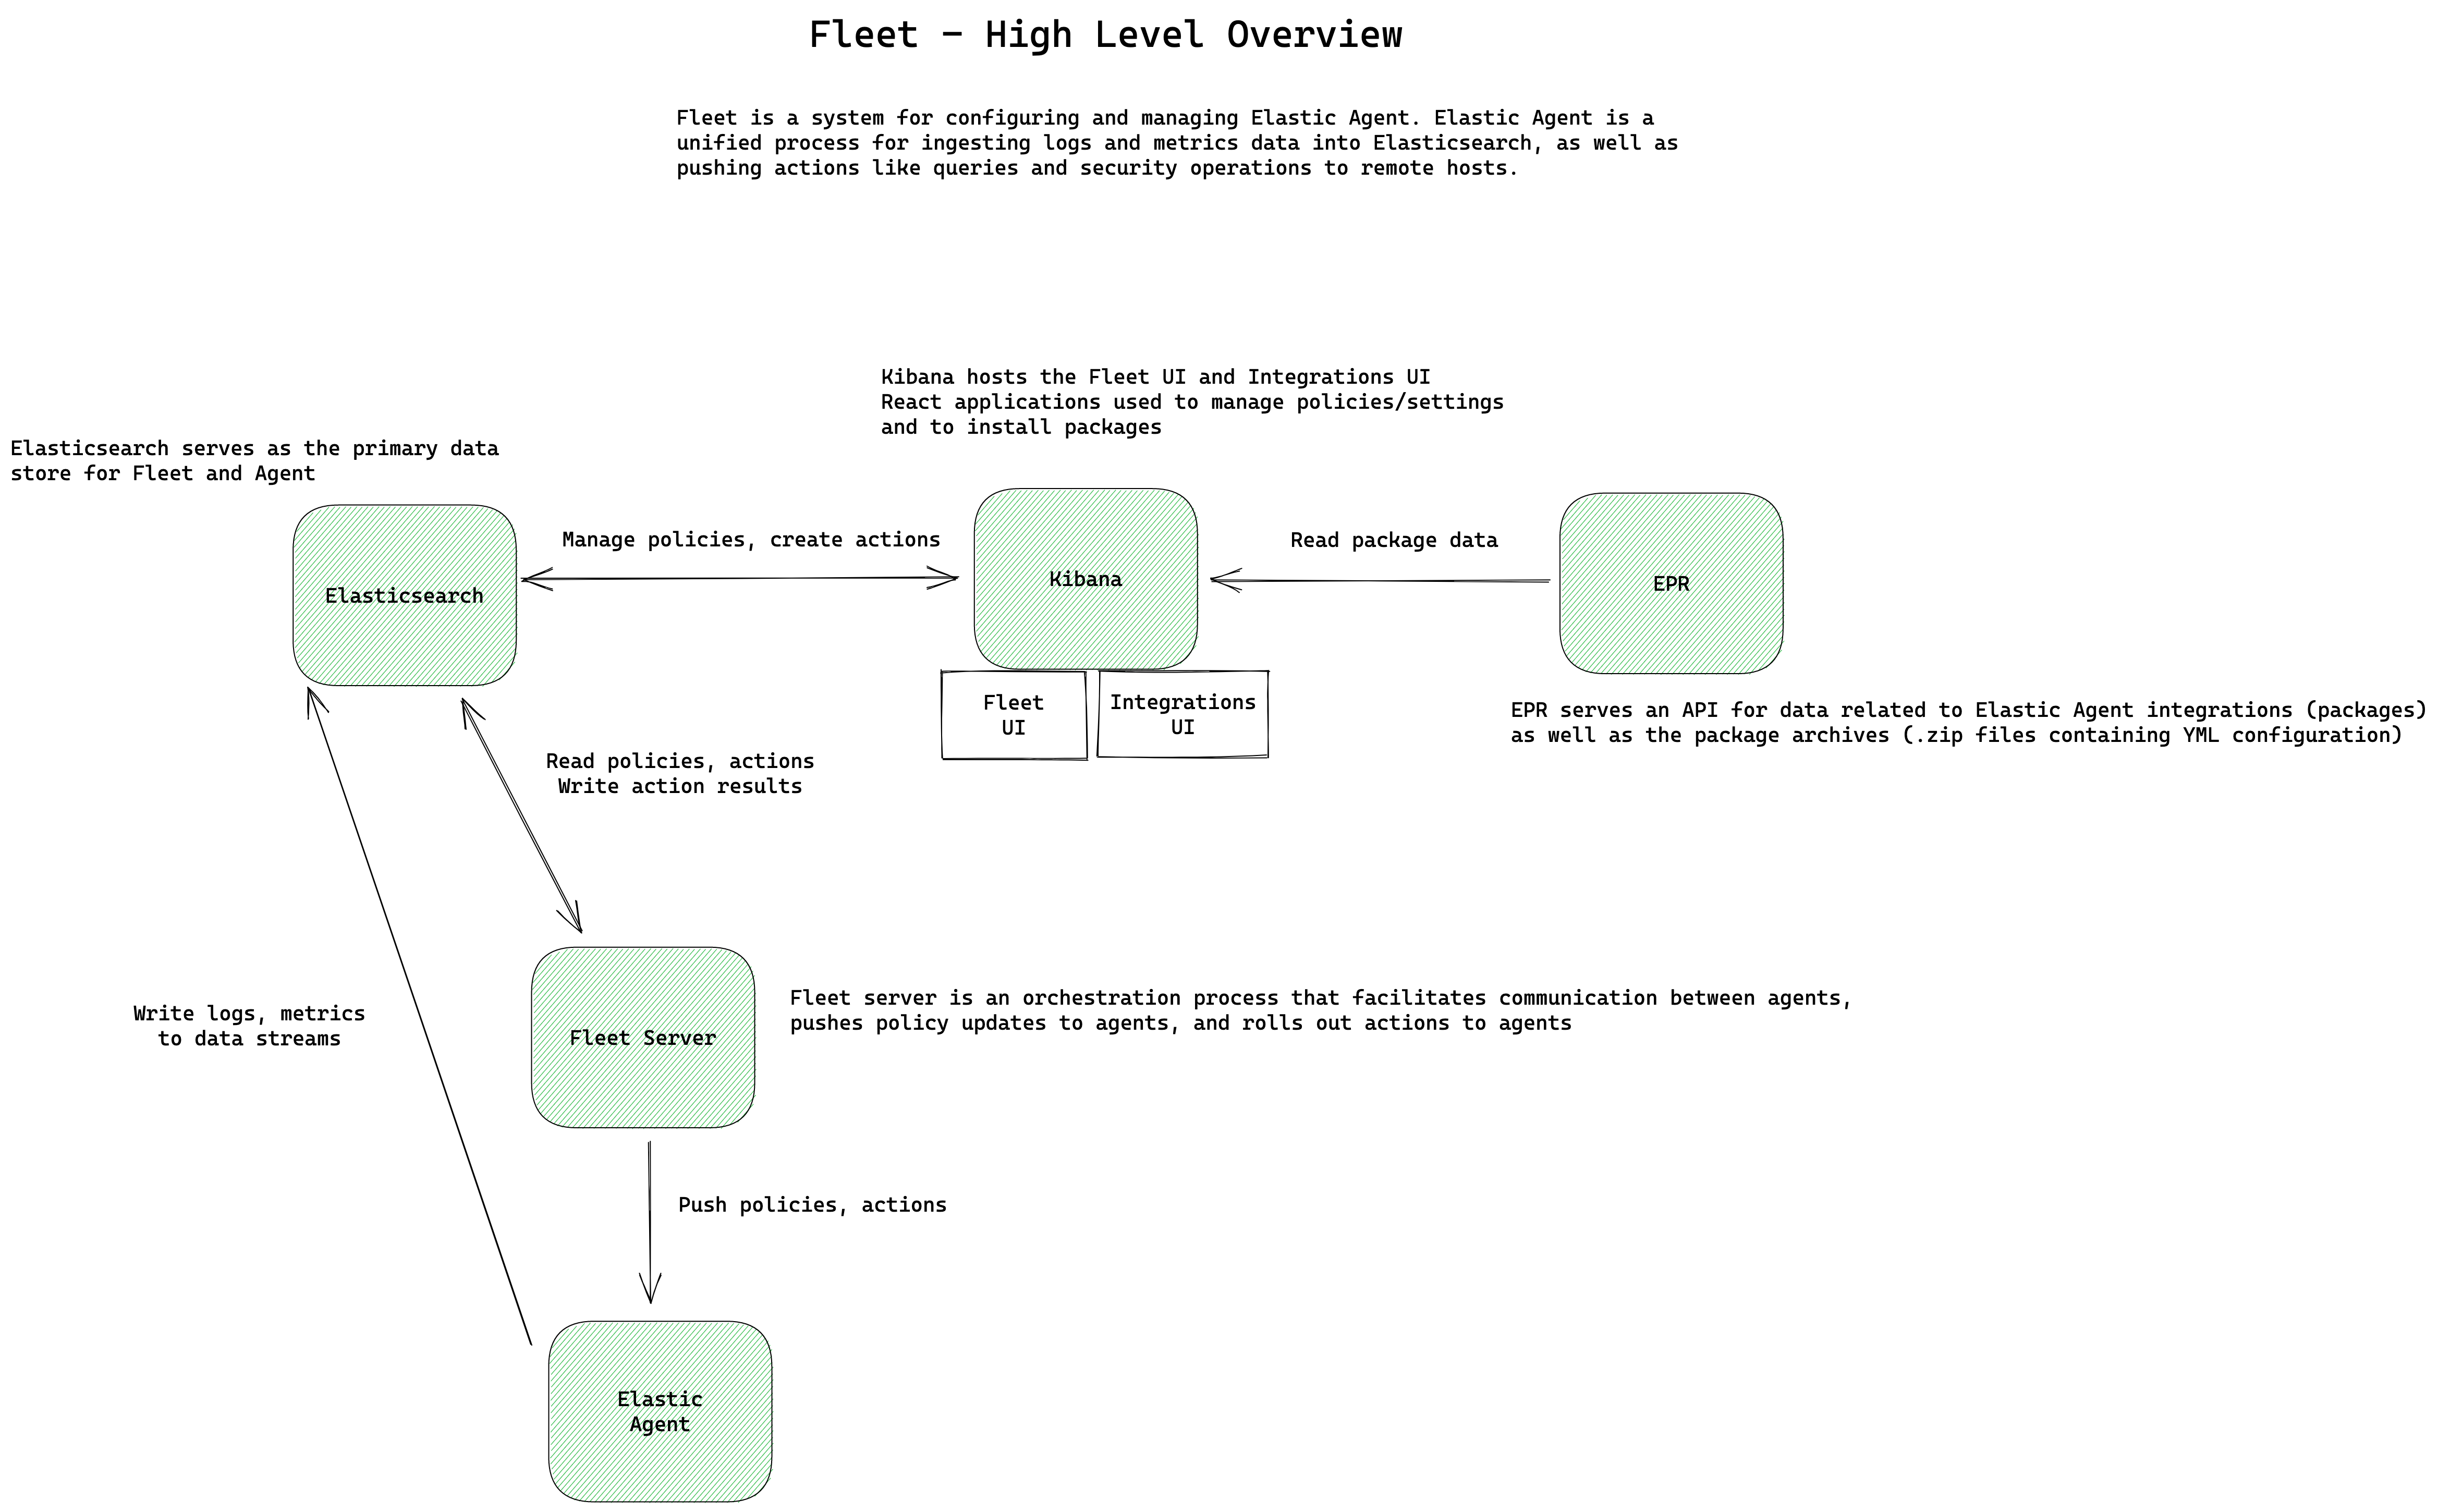 Fleet – High Level Overview
Fleet is a system for configuring and managing Elastic Agent. Elastic Agent is a
unified process for ingesting logs and metrics data into Elasticsearch, as well as
pushing actions like queries and security operations to remote hosts.
Kibana hosts the Fleet UI and Integrations UI
React applications used to manage policies/settings
and to install packages
Elasticsearch serves as the primary data
store for Fleet and Agent
Elasticsearch
Manage policies, create actions
Kibana
Read package data
EPR
Fleet
UI
Integrations
UI
EPR serves an API for data related to Elastic Agent integrations (packages)
as well as the package archives (.zip files containing YML configuration)
Read policies, actions
Write action results
Write logs, metrics
to data streams
Fleet Server
Fleet server is an orchestration process that facilitates communication between agents,
pushes policy updates to agents, and rolls out actions to agents
Push policies, actions
Elastic
Agent